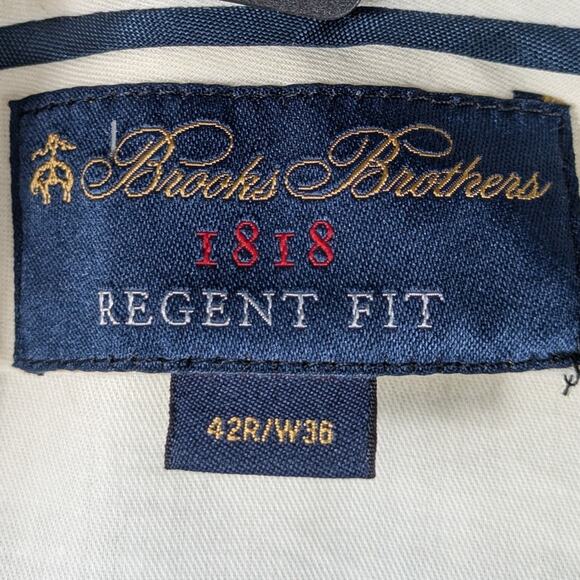 Brooks Brothers
1818
REGENT FIT
42R/W36